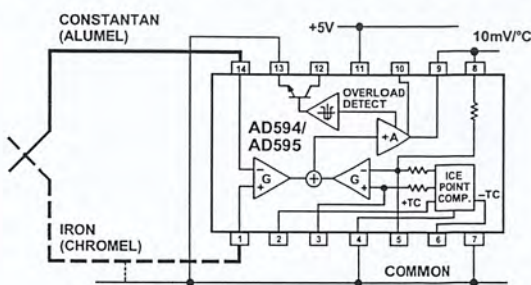 CONSTANTAN
(ALUMEL)
+5V
10mV/°C
14 13 12 11 10 9 8
OVERLOAD
DETECT
AD594/
AD595
+A
– G +
+
– G +
ICE
POINT
COMP.
–TC
+TC
IRON
(CHROMEL)
1 2 3 4 5 6 7
COMMON